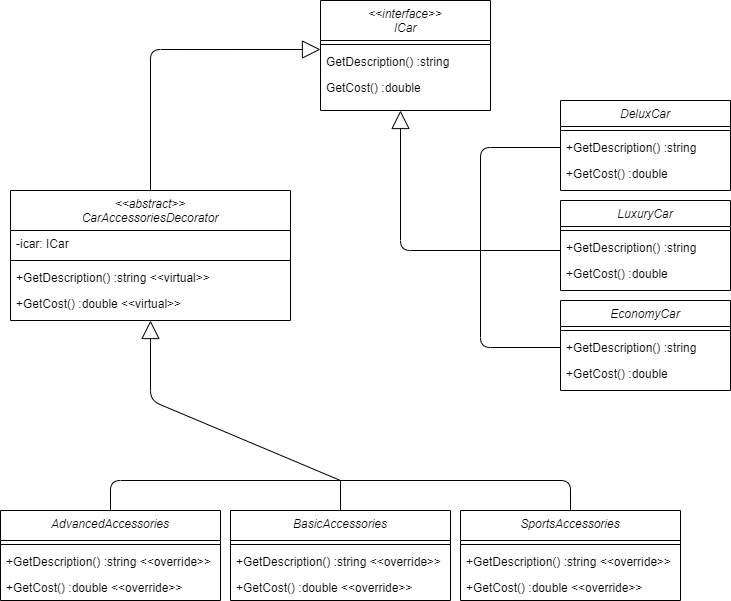 <<interface>>
ICar
GetDescription() :string
GetCost() :double
DeluxCar
+GetDescription() :string
+GetCost() :double
<<abstract>>
CarAccessoriesDecorator
-icar: ICar
+GetDescription() :string <<virtual>>
+GetCost() :double <<virtual>>
LuxuryCar
+GetDescription() :string
+GetCost() :double
EconomyCar
+GetDescription() :string
+GetCost() :double
AdvancedAccessories
+GetDescription() :string <<override>>
+GetCost() :double <<override>>
BasicAccessories
+GetDescription() :string <<override>>
+GetCost() :double <<override>>
SportsAccessories
+GetDescription() :string <<override>>
+GetCost() :double <<override>>